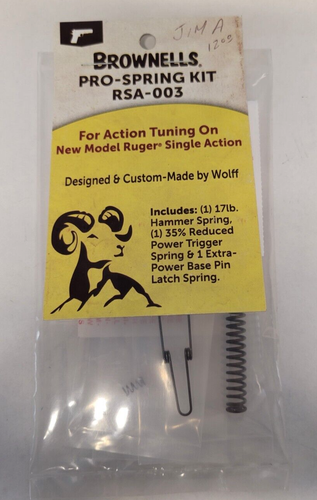 JIM A
1209
BROWNELLS®
PRO-SPRING KIT
RSA-003
For Action Tuning On
New Model Ruger® Single Action
Designed & Custom-Made by Wolff
Includes: (1) 17lb.
Hammer Spring,
(1) 35% Reduced
Power Trigger
Spring & 1 Extra-
Power Base Pin
Latch Spring.